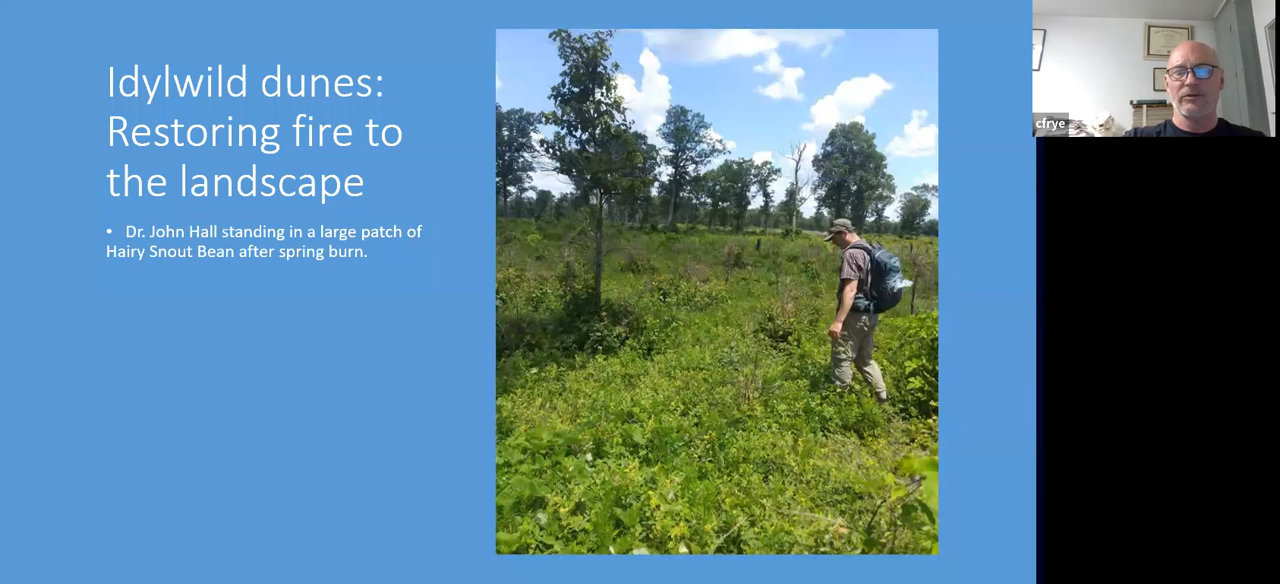 Idylwild dunes:
Restoring fire to
the landscape
• Dr. John Hall standing in a large patch of
Hairy Snout Bean after spring burn.
cfrye